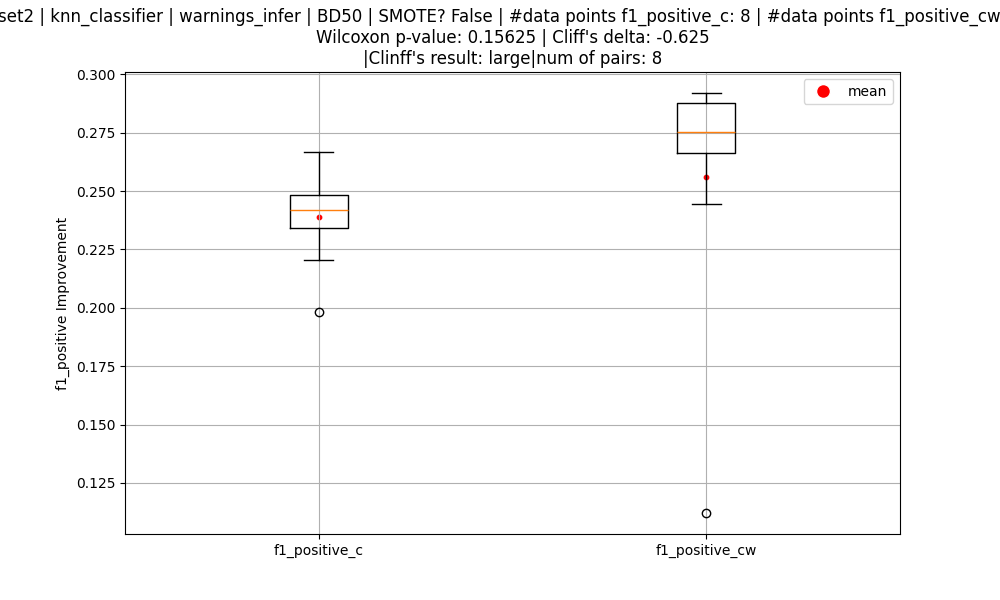 set2 | knn_classifier | warnings_infer | BD50 | SMOTE? False | #data points f1_positive_c: 8 | #data points f1_positive_cw
Wilcoxon p-value: 0.15625 | Cliff's delta: -0.625
|Clinff's result: large|num of pairs: 8
mean
0.300
0.275
0.250
0.225
0.200
0.175
0.150
0.125
f1_positive Improvement
f1_positive_c
f1_positive_cw